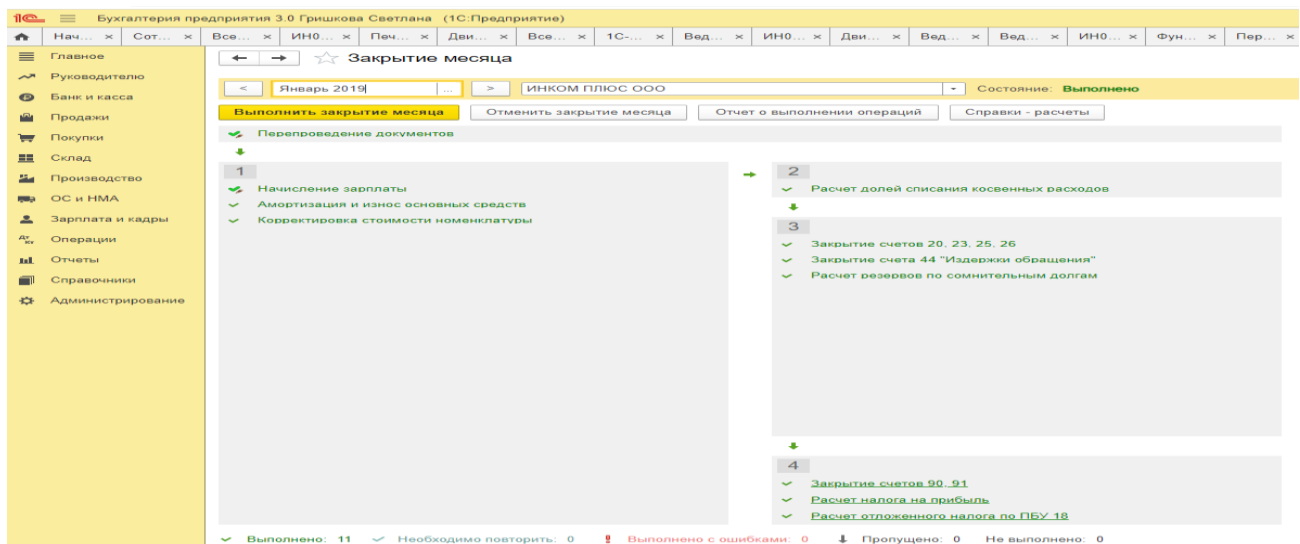 1С Бухгалтерия предприятия 3.0 Гришкова Светлана (1С:Предприятие)
Нач... × Сот... × Все... × ИН0... × Печ... × Дви... × Все... × 1С-... × Вед... × ИН0... × Дви... × Вед... × Вед... × ИН0... × Фун... × Пер... ×
Главное
Руководителю
Банк и касса
Продажи
Покупки
Склад
Производство
ОС и НМА
Зарплата и кадры
Операции
Отчеты
Справочники
Администрирование
Закрытие месяца
< Январь 2019 ... > ИНКОМ ПЛЮС ООО Состояние: Выполнено
Выполнить закрытие месяца Отменить закрытие месяца Отчет о выполнении операций Справки - расчеты
Перепроведение документов
1
Начисление зарплаты
Амортизация и износ основных средств
Корректировка стоимости номенклатуры
2
Расчет долей списания косвенных расходов
3
Закрытие счетов 20, 23, 25, 26
Закрытие счета 44 "Издержки обращения"
Расчет резервов по сомнительным долгам
4
Закрытие счетов 90, 91
Расчет налога на прибыль
Расчет отложенного налога по ПБУ 18
Выполнено: 11 Необходимо повторить: 0 Выполнено с ошибками: 0 Пропущено: 0 Не выполнено: 0